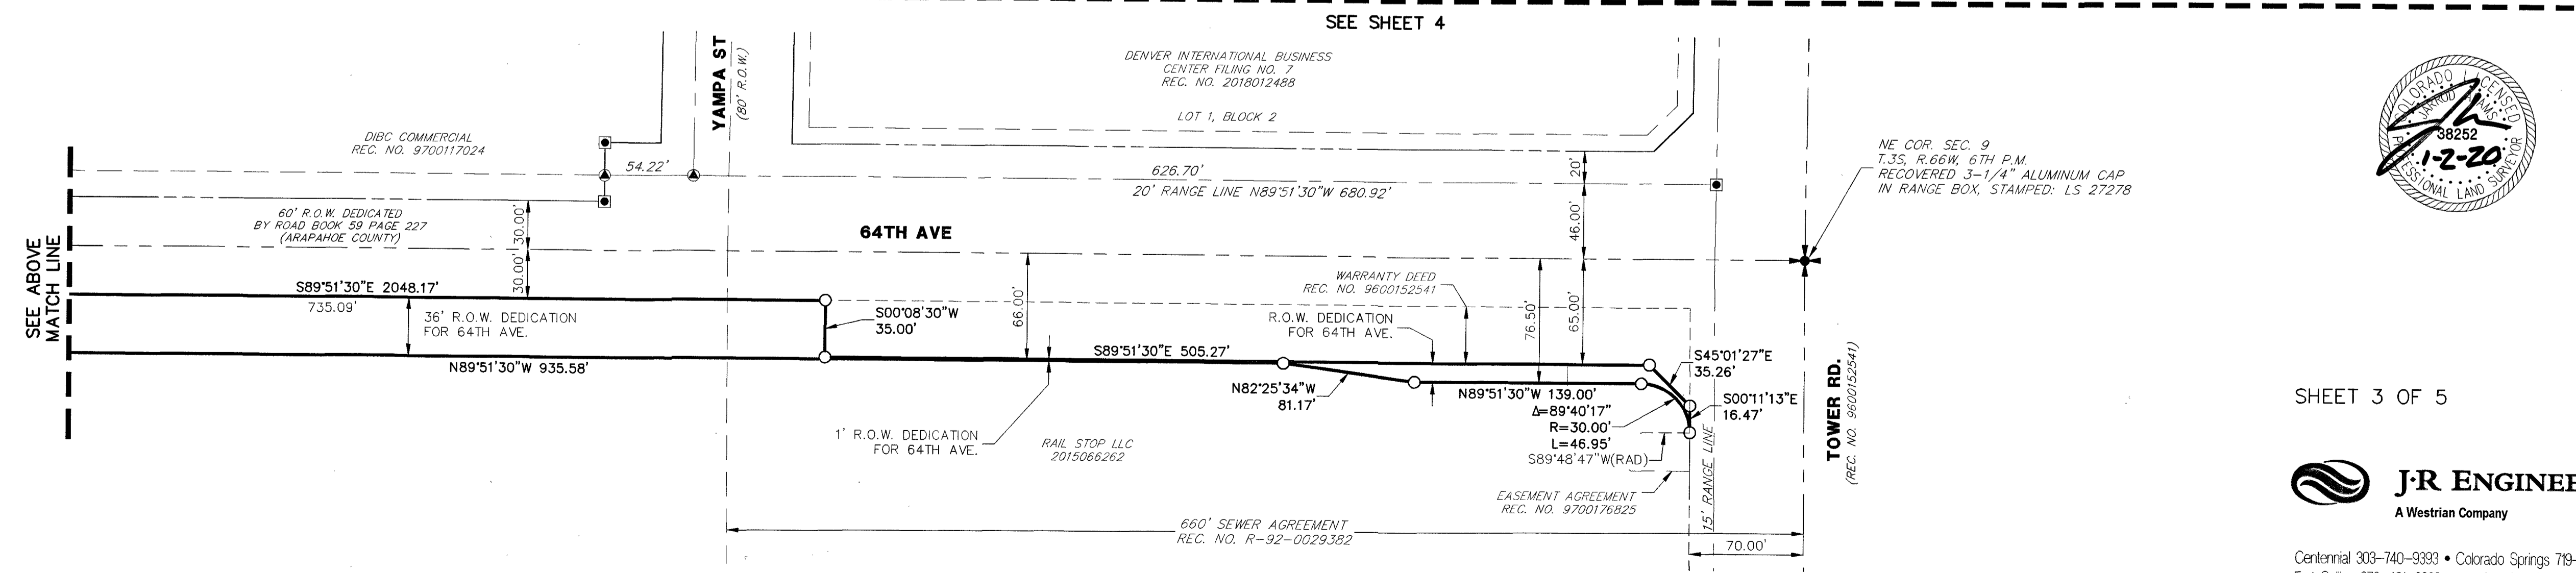 SEE SHEET 4
YAMPA ST
(80' R.O.W.)
DENVER INTERNATIONAL BUSINESS
CENTER FILING NO. 7
REC. NO. 2018012488
LOT 1, BLOCK 2
DIBC COMMERCIAL
REC. NO. 9700117024
54.22'
626.70'
20' RANGE LINE N89°51'30"W 680.92'
20'
46.00'
NE COR. SEC. 9
T.3S, R.66W, 6TH P.M.
RECOVERED 3-1/4" ALUMINUM CAP
IN RANGE BOX, STAMPED: LS 27278
COLORADO LICENSED
JARROD ADAMS
38252
1-2-20
PROFESSIONAL LAND SURVEYOR
60' R.O.W. DEDICATED
BY ROAD BOOK 59 PAGE 227
(ARAPAHOE COUNTY)
30.00'
30.00'
64TH AVE
SEE ABOVE
MATCH LINE
S89°51'30"E 2048.17'
735.09'
36' R.O.W. DEDICATION
FOR 64TH AVE.
N89°51'30"W 935.58'
S00°08'30"W
35.00'
66.00'
WARRANTY DEED
REC. NO. 9600152541
R.O.W. DEDICATION
FOR 64TH AVE.
76.50'
65.00'
S89°51'30"E 505.27'
N82°25'34"W
81.17'
N89°51'30"W 139.00'
Δ=89°40'17"
R=30.00'
L=46.95'
S89°48'47"W(RAD)
S45°01'27"E
35.26'
S00°11'13"E
16.47'
1' R.O.W. DEDICATION
FOR 64TH AVE.
RAIL STOP LLC
2015066262
EASEMENT AGREEMENT
REC. NO. 9700176825
15' RANGE LINE
TOWER RD.
(REC. NO. 9600152541)
660' SEWER AGREEMENT
REC. NO. R-92-0029382
70.00'
SHEET 3 OF 5
J·R ENGINEE
A Westrian Company
Centennial 303-740-9393 • Colorado Springs 719-